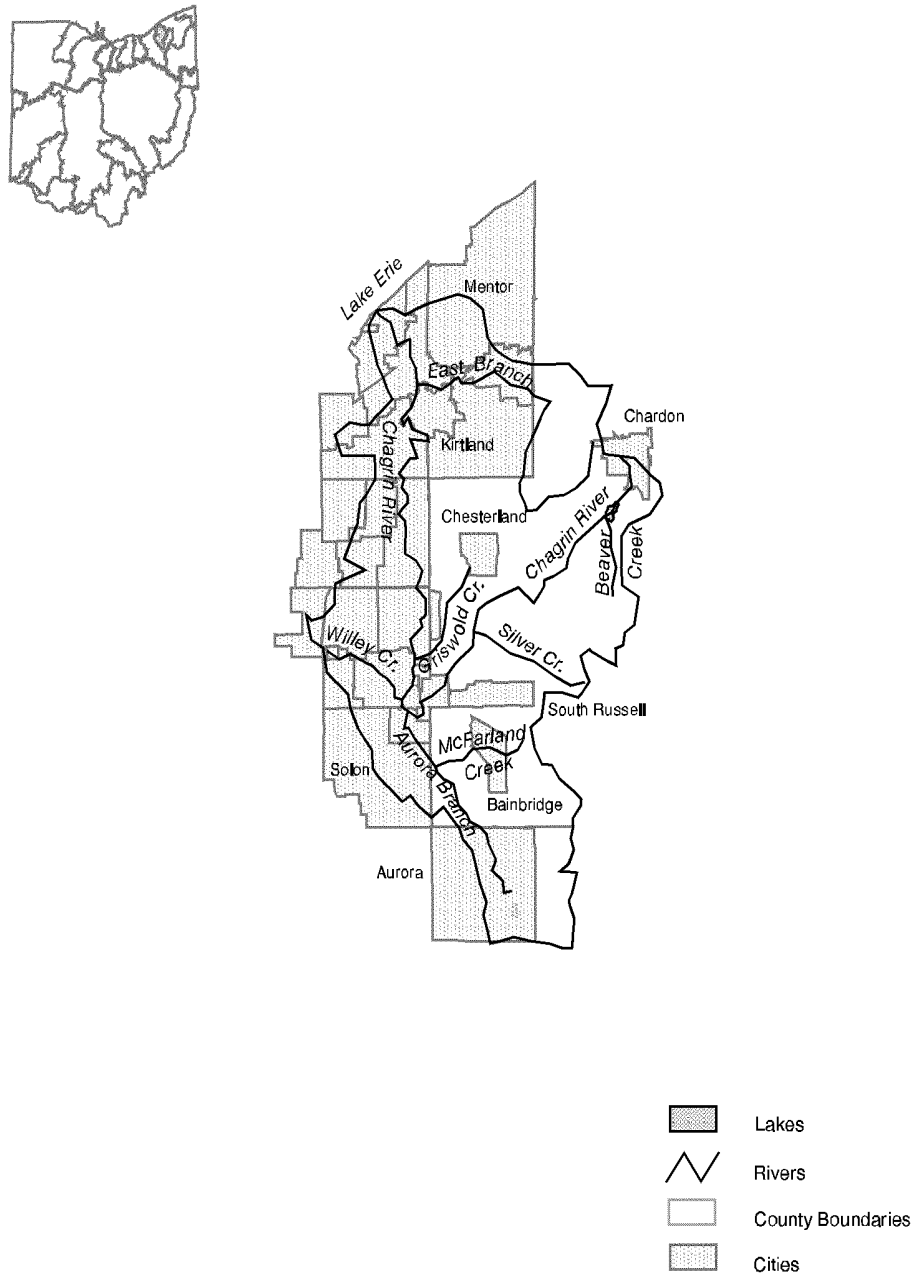 Lake Erie
Mentor
East Branch
Chardon
Kirtland
Chagrin River
Chesterland
Chagrin River
Beaver
Creek
Griswold Cr.
Willey Cr.
Silver Cr.
South Russell
McFarland
Creek
Aurora Branch
Solon
Bainbridge
Aurora
Lakes
Rivers
County Boundaries
Cities